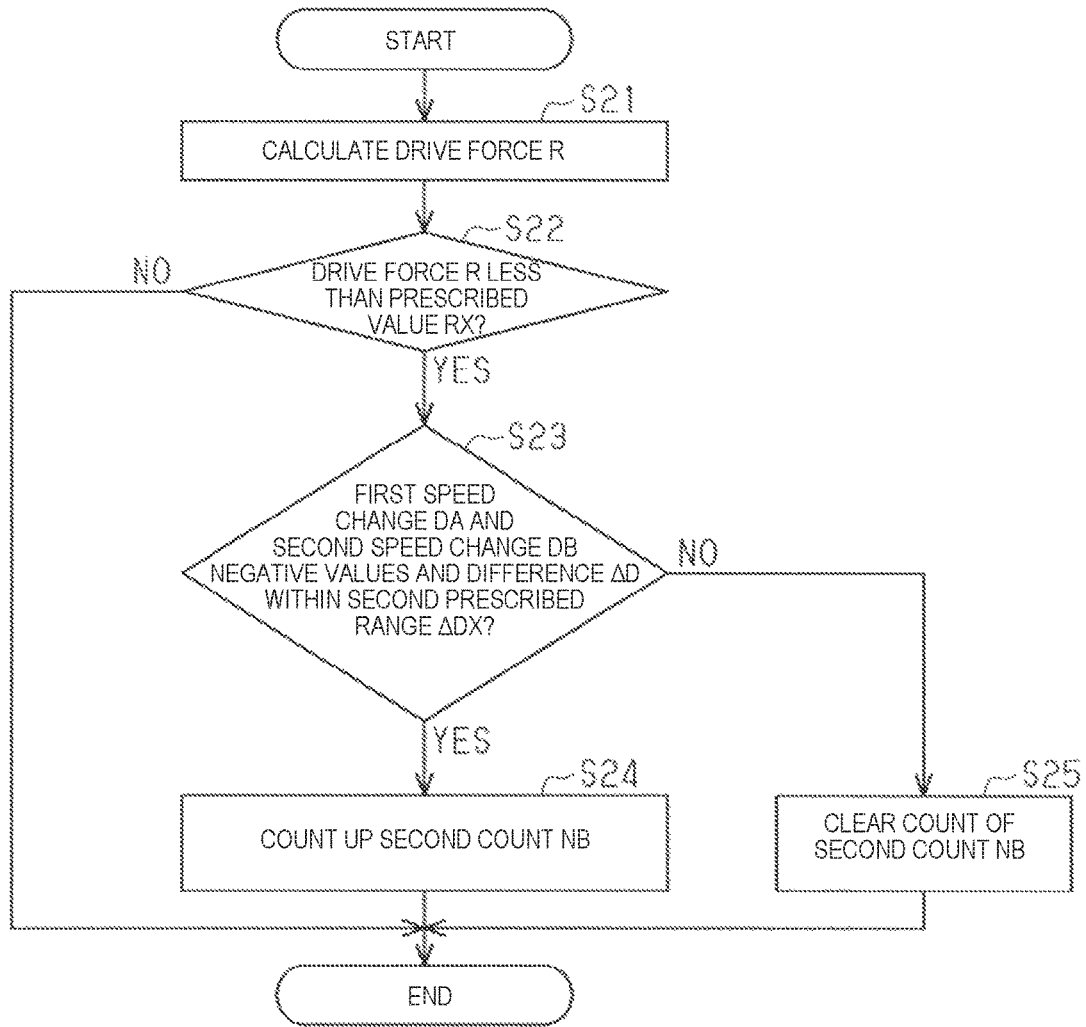 START
S21
CALCULATE DRIVE FORCE R
S22
NO
DRIVE FORCE R LESS
THAN PRESCRIBED
VALUE RX?
YES
S23
FIRST SPEED
CHANGE DA AND
SECOND SPEED CHANGE DB
NEGATIVE VALUES AND DIFFERENCE ΔD
WITHIN SECOND PRESCRIBED
RANGE ΔDX?
NO
YES
S24
COUNT UP SECOND COUNT NB
S25
CLEAR COUNT OF
SECOND COUNT NB
END